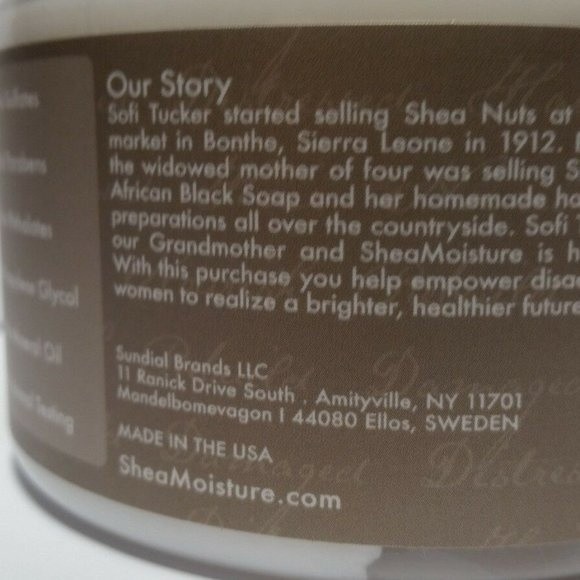 Our Story
Sofi Tucker started selling Shea Nuts at
market in Bonthe, Sierra Leone in 1912.
the widowed mother of four was selling
African Black Soap and her homemade
preparations all over the countryside. Sofi
our Grandmother and SheaMoisture is
With this purchase you help empower
women to realize a brighter, healthier future
Sundial Brands LLC
11 Ranick Drive South . Amityville, NY 11701
Mandelbomevagon | 44080 Ellos, SWEDEN
MADE IN THE USA
SheaMoisture.com
Glycol
Oil